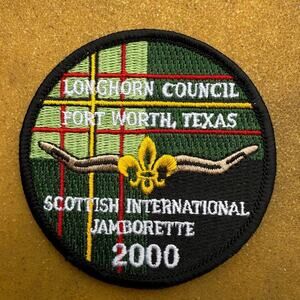 LONGHORN COUNCIL
FORT WORTH, TEXAS
SCOTTISH INTERNATIONAL
JAMBORETTE
2000